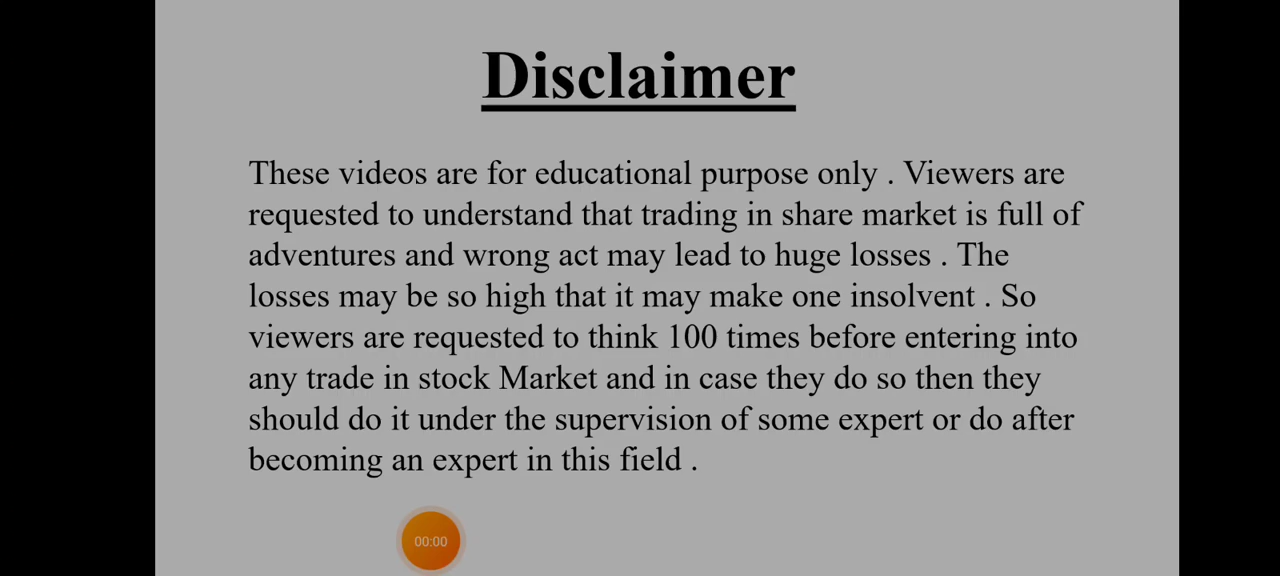 Disclaimer
These videos are for educational purpose only . Viewers are
requested to understand that trading in share market is full of
adventures and wrong act may lead to huge losses . The
losses may be so high that it may make one insolvent . So
viewers are requested to think 100 times before entering into
any trade in stock Market and in case they do so then they
should do it under the supervision of some expert or do after
becoming an expert in this field .
00:00